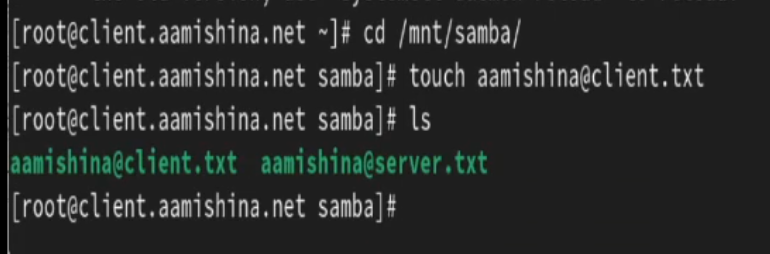 [root@client.aamishina.net ~]# cd /mnt/samba/
[root@client.aamishina.net samba]# touch aamishina@client.txt
[root@client.aamishina.net samba]# ls
aamishina@client.txt  aamishina@server.txt
[root@client.aamishina.net samba]#